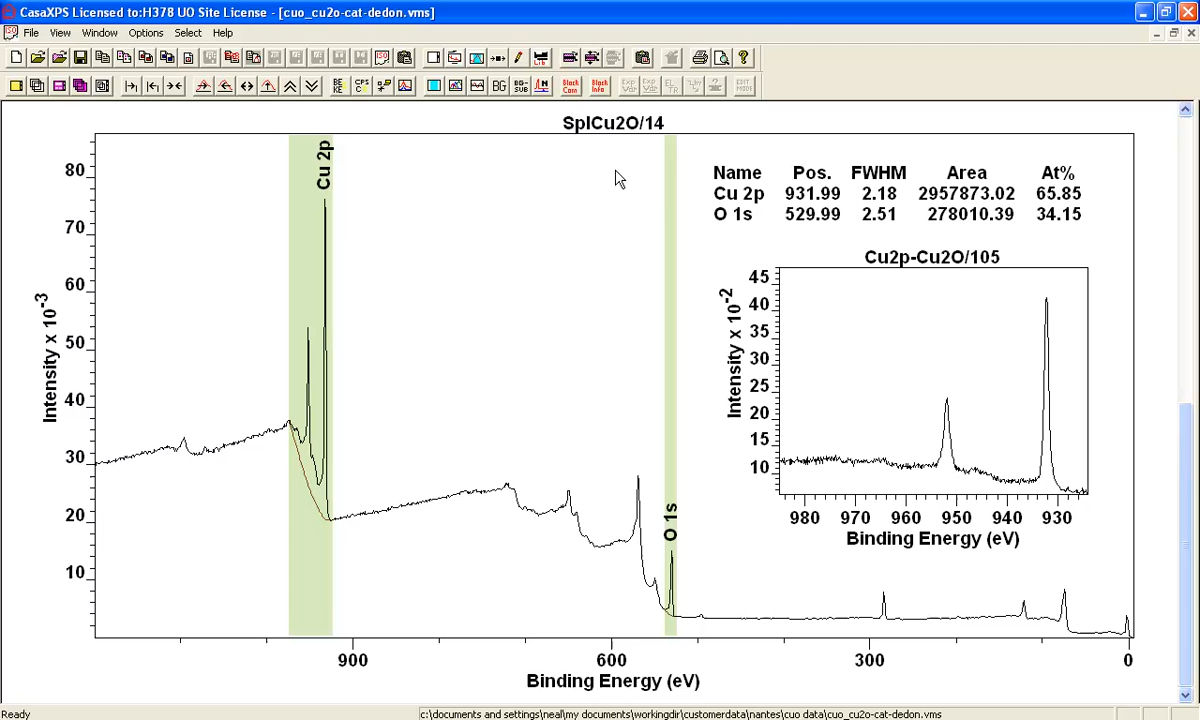 CasaXPS Licensed to:H378 UO Site License - [cuo_cu2o-cat-dedon.vms]
File View Window Options Select Help
SplCu2O/14
Cu 2p
Name Pos. FWHM Area At%
Cu 2p 931.99 2.18 2957873.02 65.85
O 1s 529.99 2.51 278010.39 34.15
80
70
60
50
40
30
20
10
Intensity x 10-3
O 1s
Cu2p-Cu2O/105
45
40
35
30
25
20
15
10
Intensity x 10-2
980 970 960 950 940 930
Binding Energy (eV)
900 600 300 0
Binding Energy (eV)
Ready c:\documents and settings\neal\my documents\workingdir\customerdata\nantes\cuo data\cuo_cu2o-cat-dedon.vms